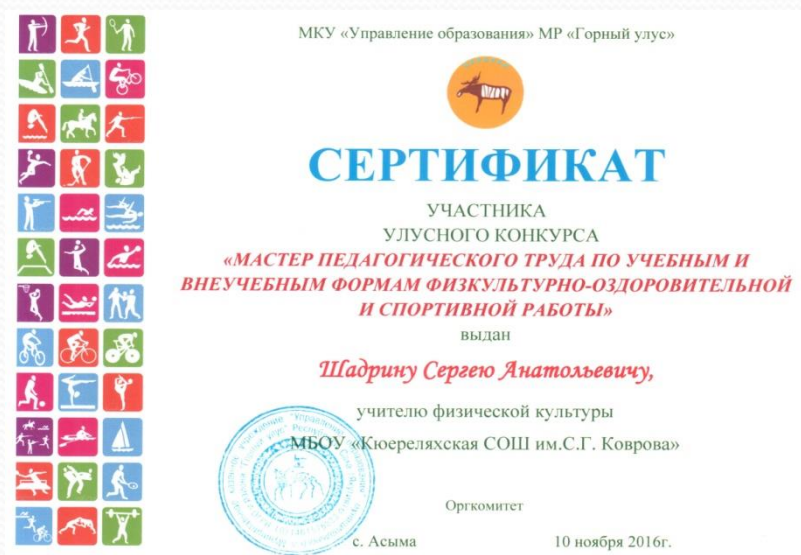 МКУ «Управление образования» МР «Горный улус»
СЕРТИФИКАТ
УЧАСТНИКА
УЛУСНОГО КОНКУРСА
«МАСТЕР ПЕДАГОГИЧЕСКОГО ТРУДА ПО УЧЕБНЫМ И
ВНЕУЧЕБНЫМ ФОРМАМ ФИЗКУЛЬТУРНО-ОЗДОРОВИТЕЛЬНОЙ
И СПОРТИВНОЙ РАБОТЫ»
выдан
Шадрину Сергею Анатольевичу,
учителю физической культуры
МБОУ «Кюереляхская СОШ им.С.Г. Коврова»
Оргкомитет
с. Асыма 10 ноября 2016г.